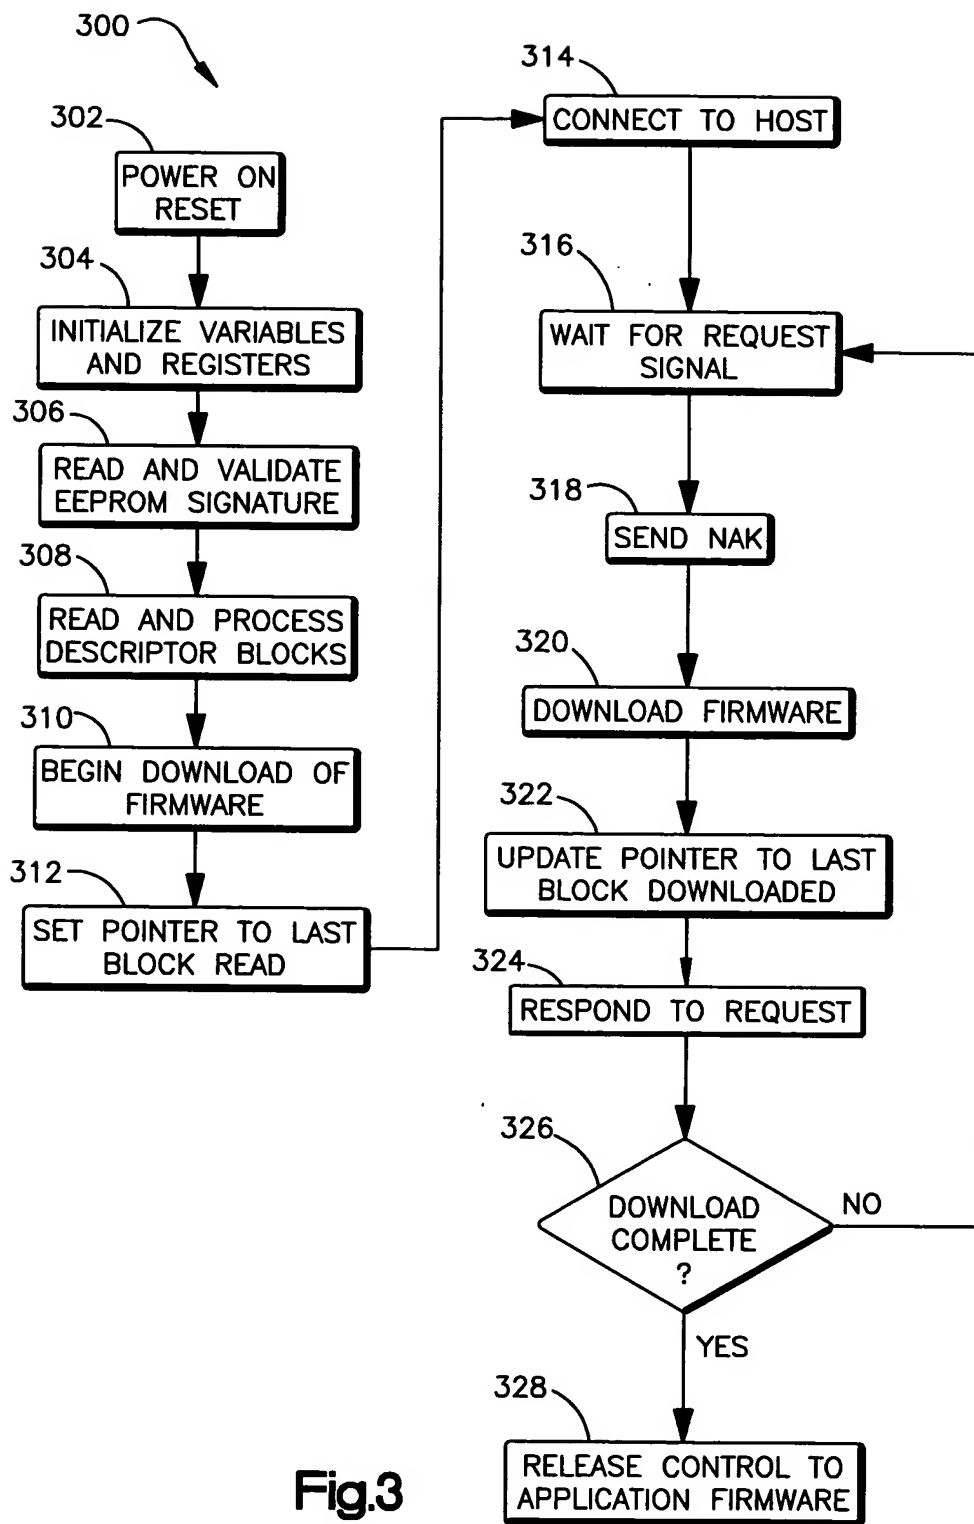 300
302
POWER ON
RESET
304
INITIALIZE VARIABLES
AND REGISTERS
306
READ AND VALIDATE
EEPROM SIGNATURE
308
READ AND PROCESS
DESCRIPTOR BLOCKS
310
BEGIN DOWNLOAD OF
FIRMWARE
312
SET POINTER TO LAST
BLOCK READ
314
CONNECT TO HOST
316
WAIT FOR REQUEST
SIGNAL
318
SEND NAK
320
DOWNLOAD FIRMWARE
322
UPDATE POINTER TO LAST
BLOCK DOWNLOADED
324
RESPOND TO REQUEST
326
DOWNLOAD
COMPLETE
?
NO
YES
328
RELEASE CONTROL TO
APPLICATION FIRMWARE
Fig.3